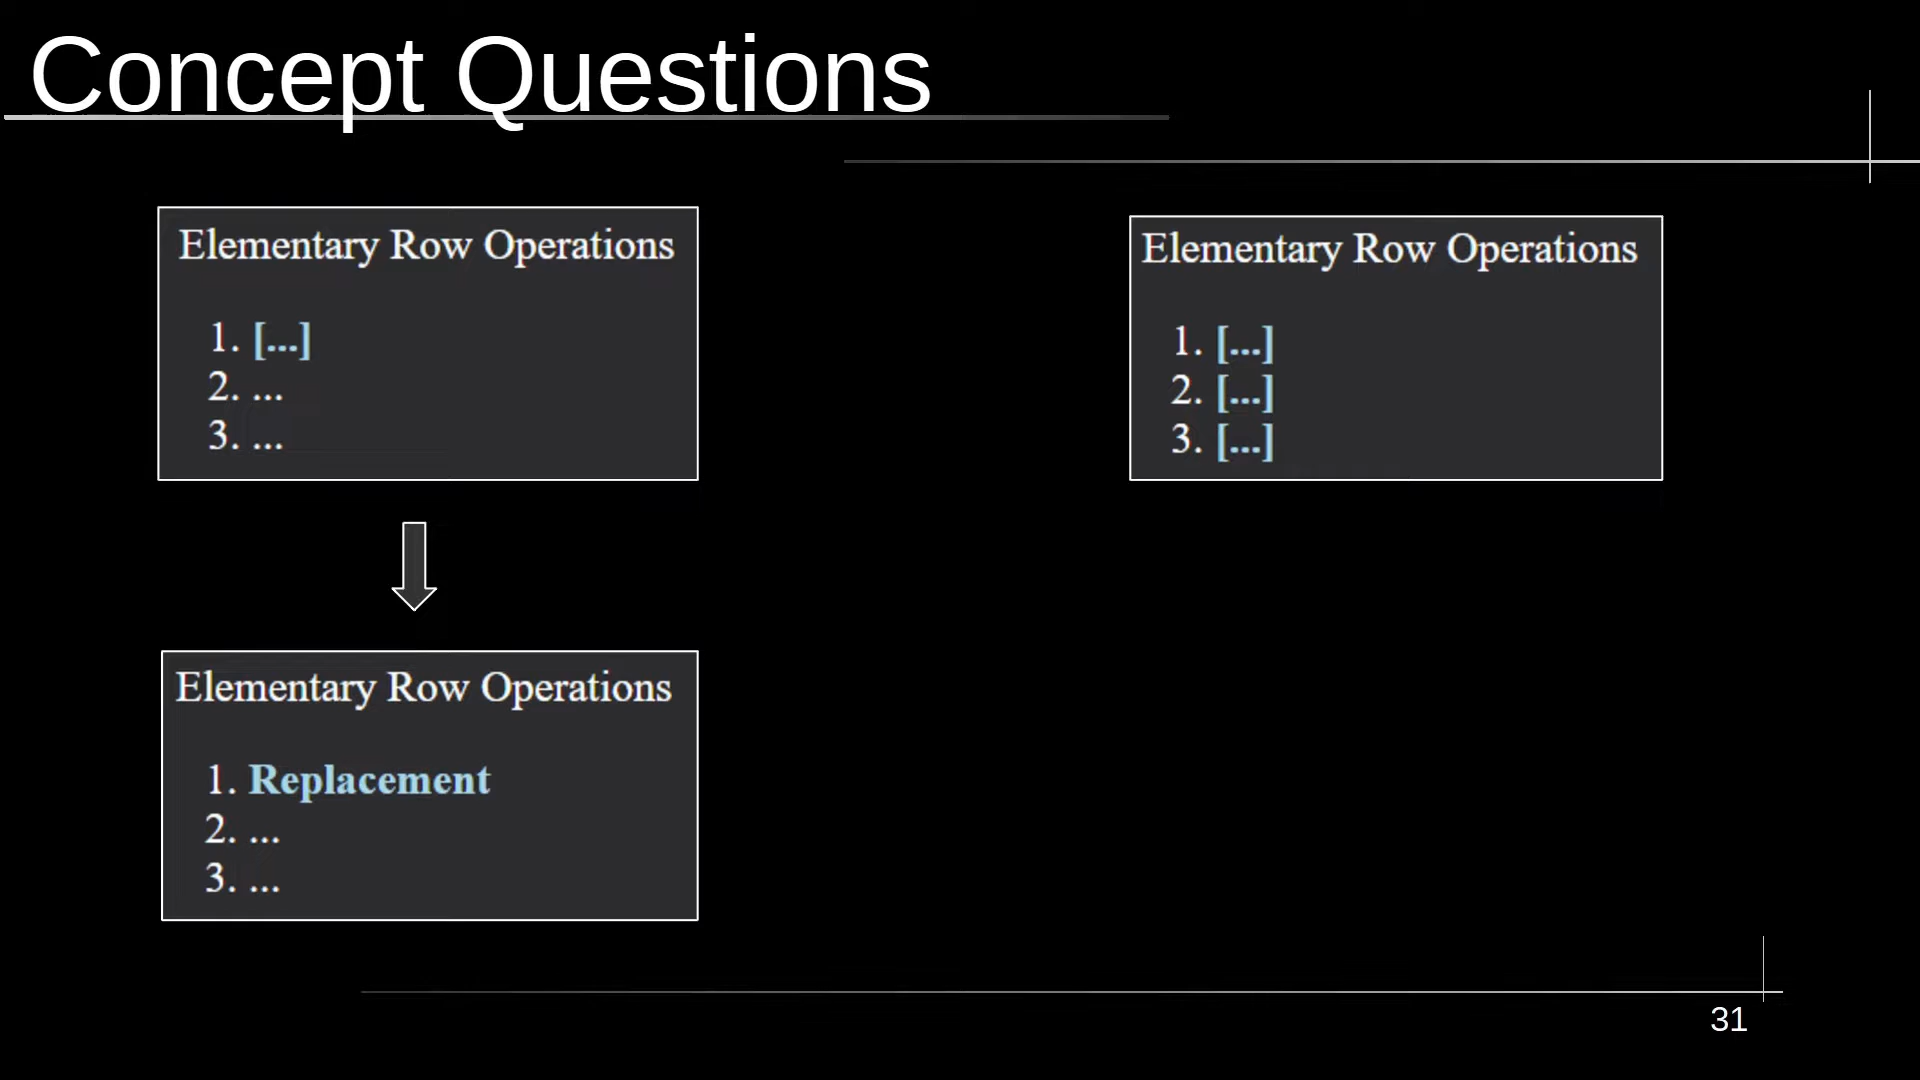 Concept Questions
Elementary Row Operations
1. [...]
2. ...
3. ...
Elementary Row Operations
1. [...]
2. [...]
3. [...]
Elementary Row Operations
1. Replacement
2. ...
3. ...
31